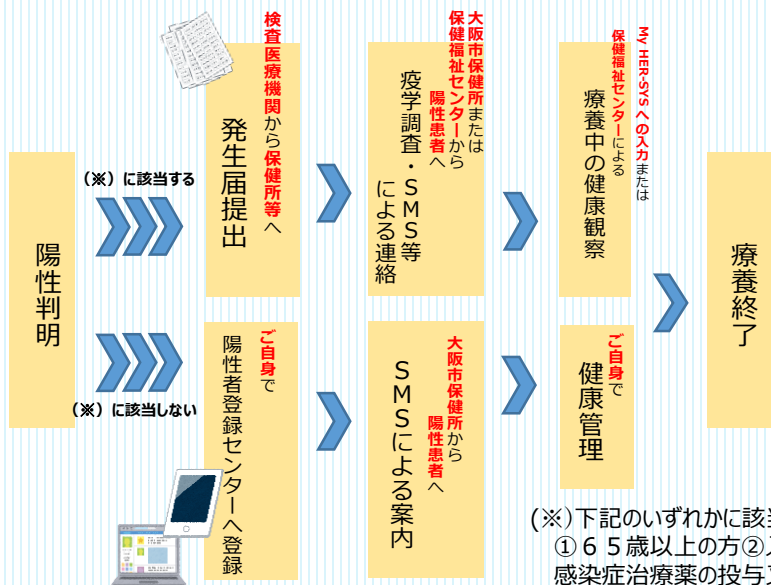 陽性判明
(※）に該当する
検査医療機関から保健所等へ
発生届提出
大阪市保健所または
保健福祉センターから
陽性患者へ
疫学調査・ＳＭＳ等
による連絡
My HER-SYS への入力または
保健福祉センターによる
療養中の健康観察
(※）に該当しない
ご自身で
陽性者登録センターへ登録
大阪市保健所から
陽性患者へ
ＳＭＳによる案内
ご自身で
健康管理
療養終了
(※)下記のいずれかに該
①６５歳以上の方②
感染症治療薬の投与